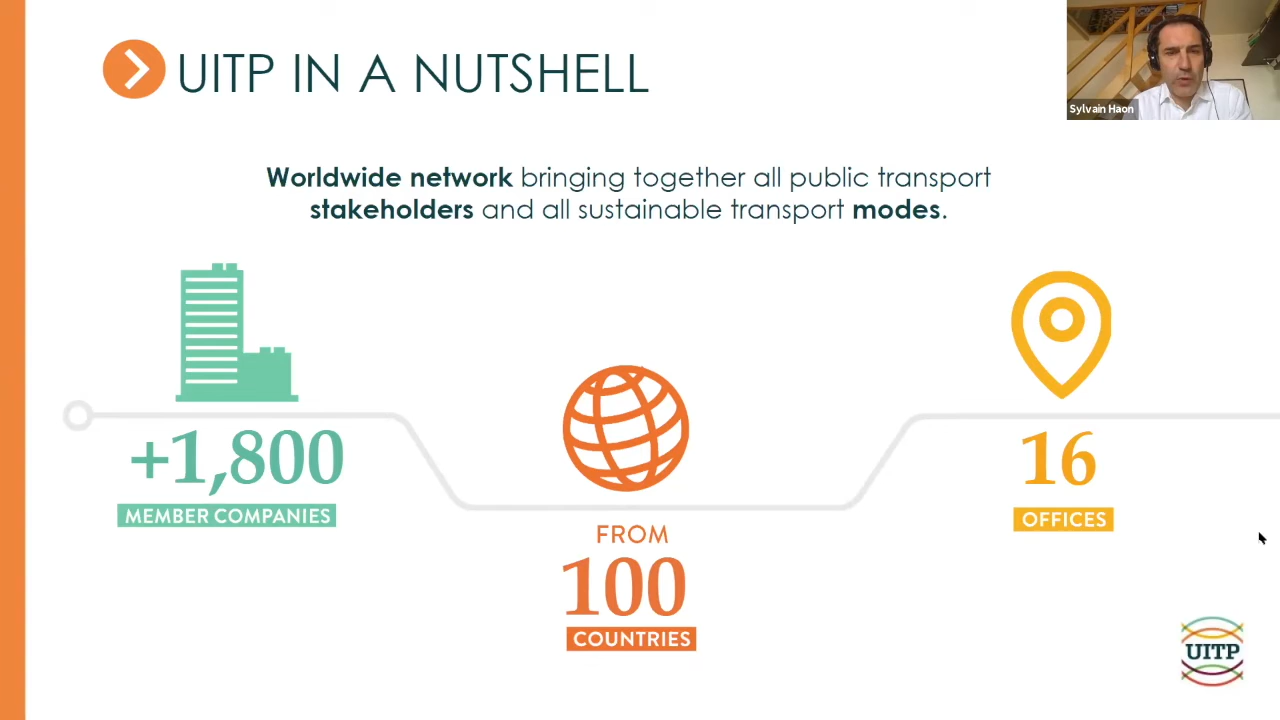 UITP IN A NUTSHELL
Sylvain Haon
Worldwide network bringing together all public transport
stakeholders and all sustainable transport modes.
+1,800
MEMBER COMPANIES
FROM
100
COUNTRIES
16
OFFICES
UITP